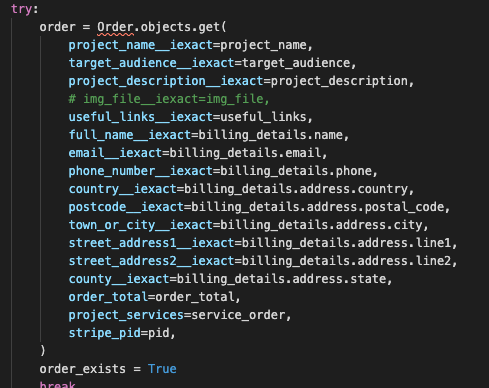 try:
order = Order.objects.get(
project_name__iexact=project_name,
target_audience__iexact=target_audience,
project_description__iexact=project_description,
# img_file__iexact=img_file,
useful_links__iexact=useful_links,
full_name__iexact=billing_details.name,
email__iexact=billing_details.email,
phone_number__iexact=billing_details.phone,
country__iexact=billing_details.address.country,
postcode__iexact=billing_details.address.postal_code,
town_or_city__iexact=billing_details.address.city,
street_address1__iexact=billing_details.address.line1,
street_address2__iexact=billing_details.address.line2,
county__iexact=billing_details.address.state,
order_total=order_total,
project_services=service_order,
stripe_pid=pid,
)
order_exists = True
break